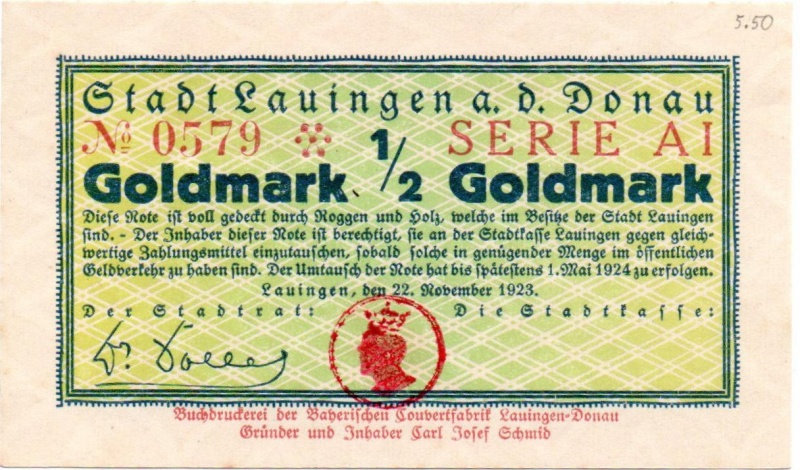 5.50
Stadt Lauingen a. d. Donau
№ 0579 SERIE AI
Goldmark 1/2 Goldmark
Diese Note ist voll gedeckt durch Roggen und Holz, welche im Besitze der Stadt Lauingen
sind. - Der Inhaber dieser Note ist berechtigt, sie an der Stadtkasse Lauingen gegen gleich-
wertige Zahlungsmittel einzutauschen, sobald solche in genügender Menge im öffentlichen
Geldverkehr zu haben sind. Der Umtausch der Note hat bis spätestens 1. Mai 1924 zu erfolgen.
Lauingen, den 22. November 1923.
Der Stadtrat: Die Stadtkasse:
Buchdruckerei der Bayerischen Couvertfabrik Lauingen-Donau
Gründer und Inhaber Carl Josef Schmid